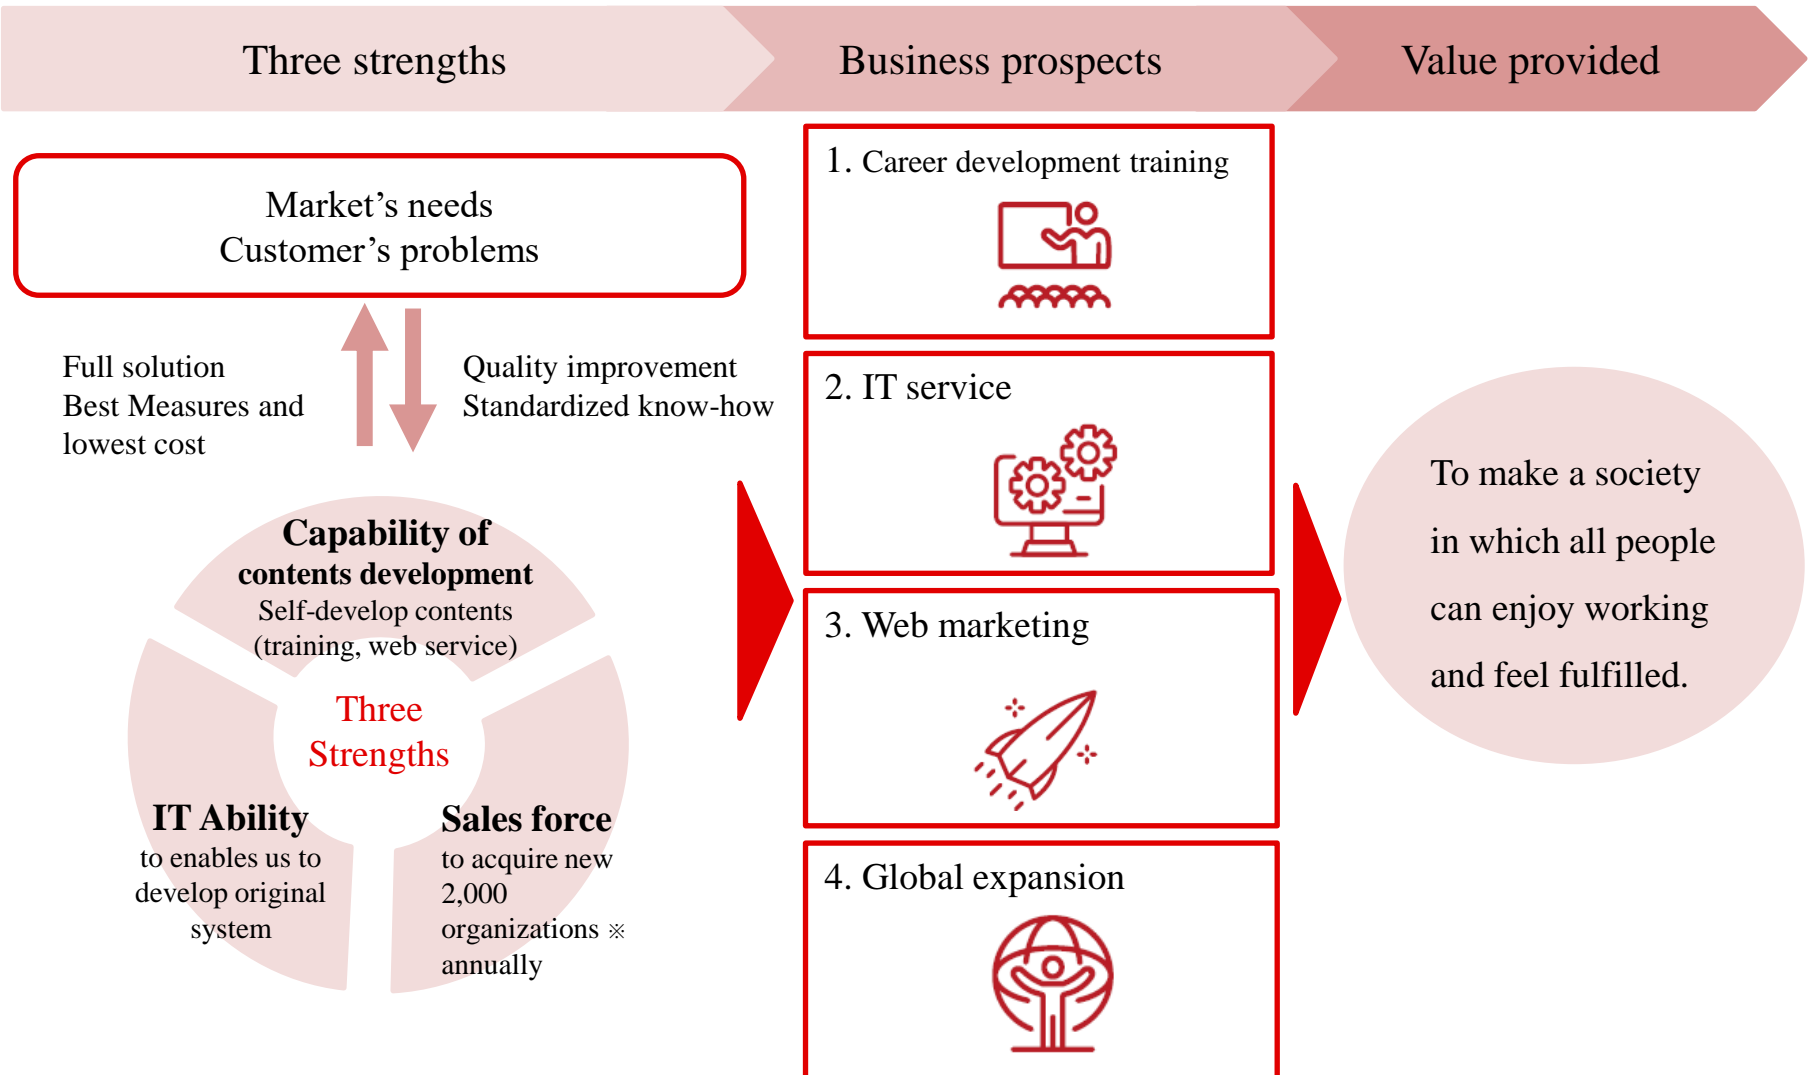 Three strengths
Business prospects
Value provided
Market’s needs
Customer’s problems
Full solution
Best Measures and
lowest cost
Quality improvement
Standardized know-how
Capability of
contents development
Self-develop contents
(training, web service)
Three
Strengths
IT Ability
to enables us to
develop original
system
Sales force
to acquire new
2,000
organizations ※
annually
1. Career development training
2. IT service
3. Web marketing
4. Global expansion
To make a society
in which all people
can enjoy working
and feel fulfilled.